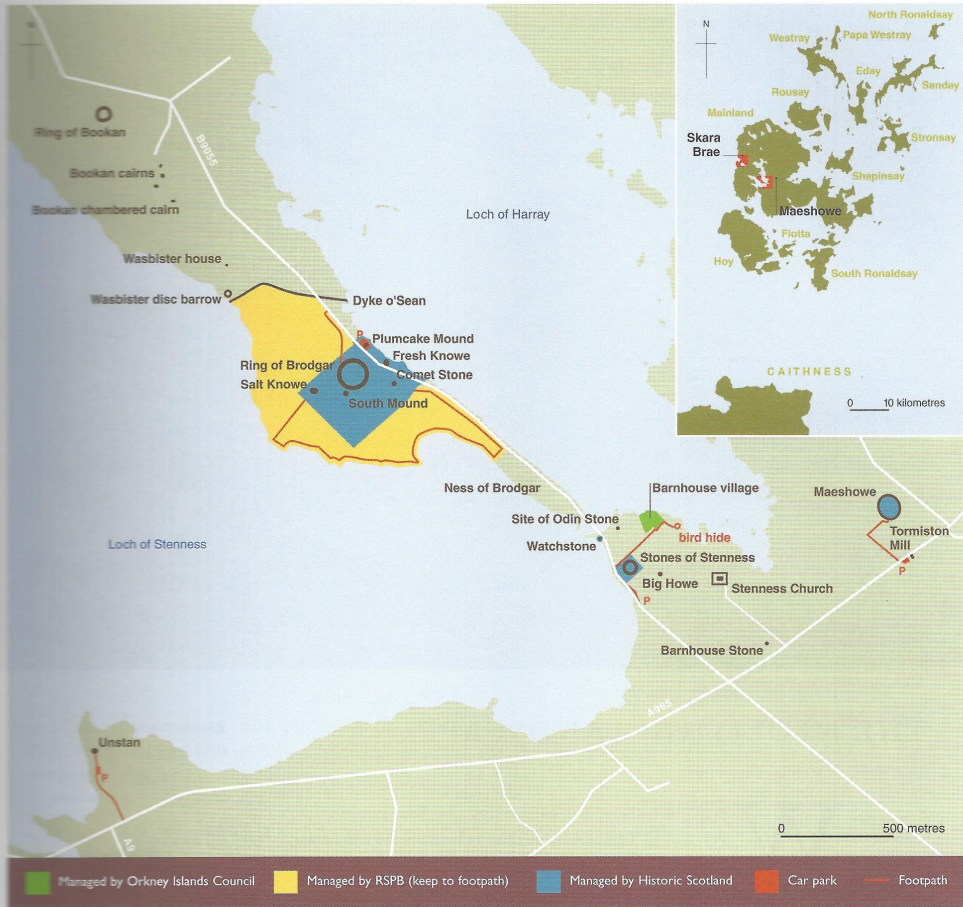 N
Ring of Bookan
Bookan cairns
Bookan chambered cairn
B9055
Loch of Harray
Wasbister house
Wasbister disc barrow
Dyke o'Sean
P
Plumcake Mound
Fresh Knowe
Ring of Brodgar
Comet Stone
Salt Knowe
South Mound
Ness of Brodgar
Barnhouse village
Site of Odin Stone
Watchstone
bird hide
Stones of Stenness
Big Howe
Stenness Church
P
Barnhouse Stone
Maeshowe
Tormiston
Mill
P
Loch of Stenness
A965
Unstan
P
A9
0 500 metres
N
North Ronaldsay
Westray
Papa Westray
Eday
Sanday
Rousay
Mainland
Stronsay
Skara
Brae
Shapinsay
Maeshowe
Flotta
Hoy
South Ronaldsay
CAITHNESS
0 10 kilometres
Managed by Orkney Islands Council
Managed by RSPB (keep to footpath)
Managed by Historic Scotland
Car park
Footpath